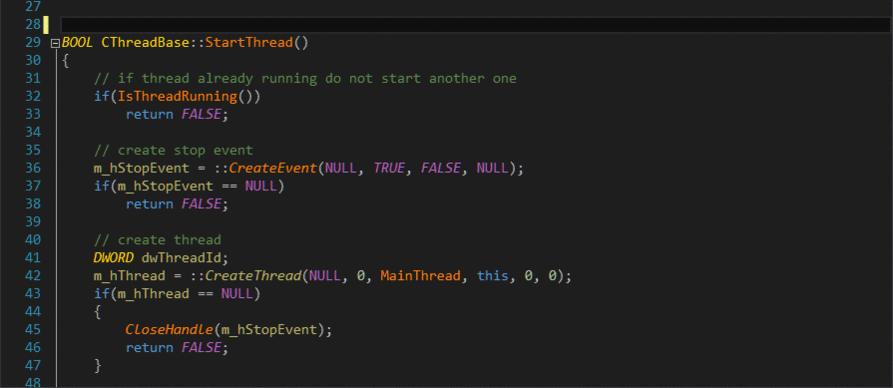 27
28
29 BOOL CThreadBase::StartThread()
30 {
31     // if thread already running do not start another one
32     if(IsThreadRunning())
33         return FALSE;
34
35     // create stop event
36     m_hStopEvent = ::CreateEvent(NULL, TRUE, FALSE, NULL);
37     if(m_hStopEvent == NULL)
38         return FALSE;
39
40     // create thread
41     DWORD dwThreadId;
42     m_hThread = ::CreateThread(NULL, 0, MainThread, this, 0, 0);
43     if(m_hThread == NULL)
44     {
45         CloseHandle(m_hStopEvent);
46         return FALSE;
47     }
48